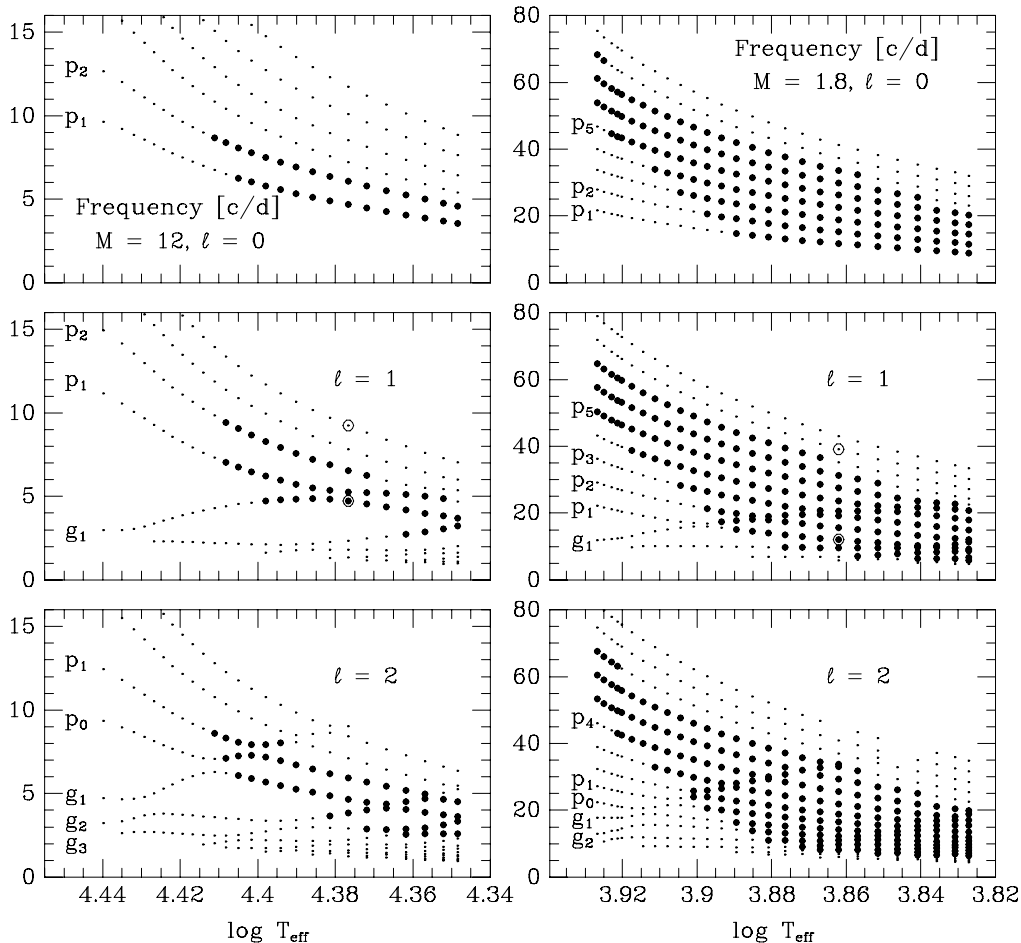 15
10
5
0
p₂
p₁
Frequency [c/d]
M = 12, ℓ = 0
80
60
40
20
0
p₅
p₂
p₁
Frequency [c/d]
M = 1.8, ℓ = 0
15
10
5
0
p₂
p₁
g₁
ℓ = 1
80
60
40
20
0
p₅
p₃
p₂
p₁
g₁
ℓ = 1
15
10
5
0
p₁
p₀
g₁
g₂
g₃
ℓ = 2
4.44 4.42 4.4 4.38 4.36 4.34
log T_eff
80
60
40
20
0
p₄
p₁
p₀
g₁
g₂
ℓ = 2
3.92 3.9 3.88 3.86 3.84 3.82
log T_eff